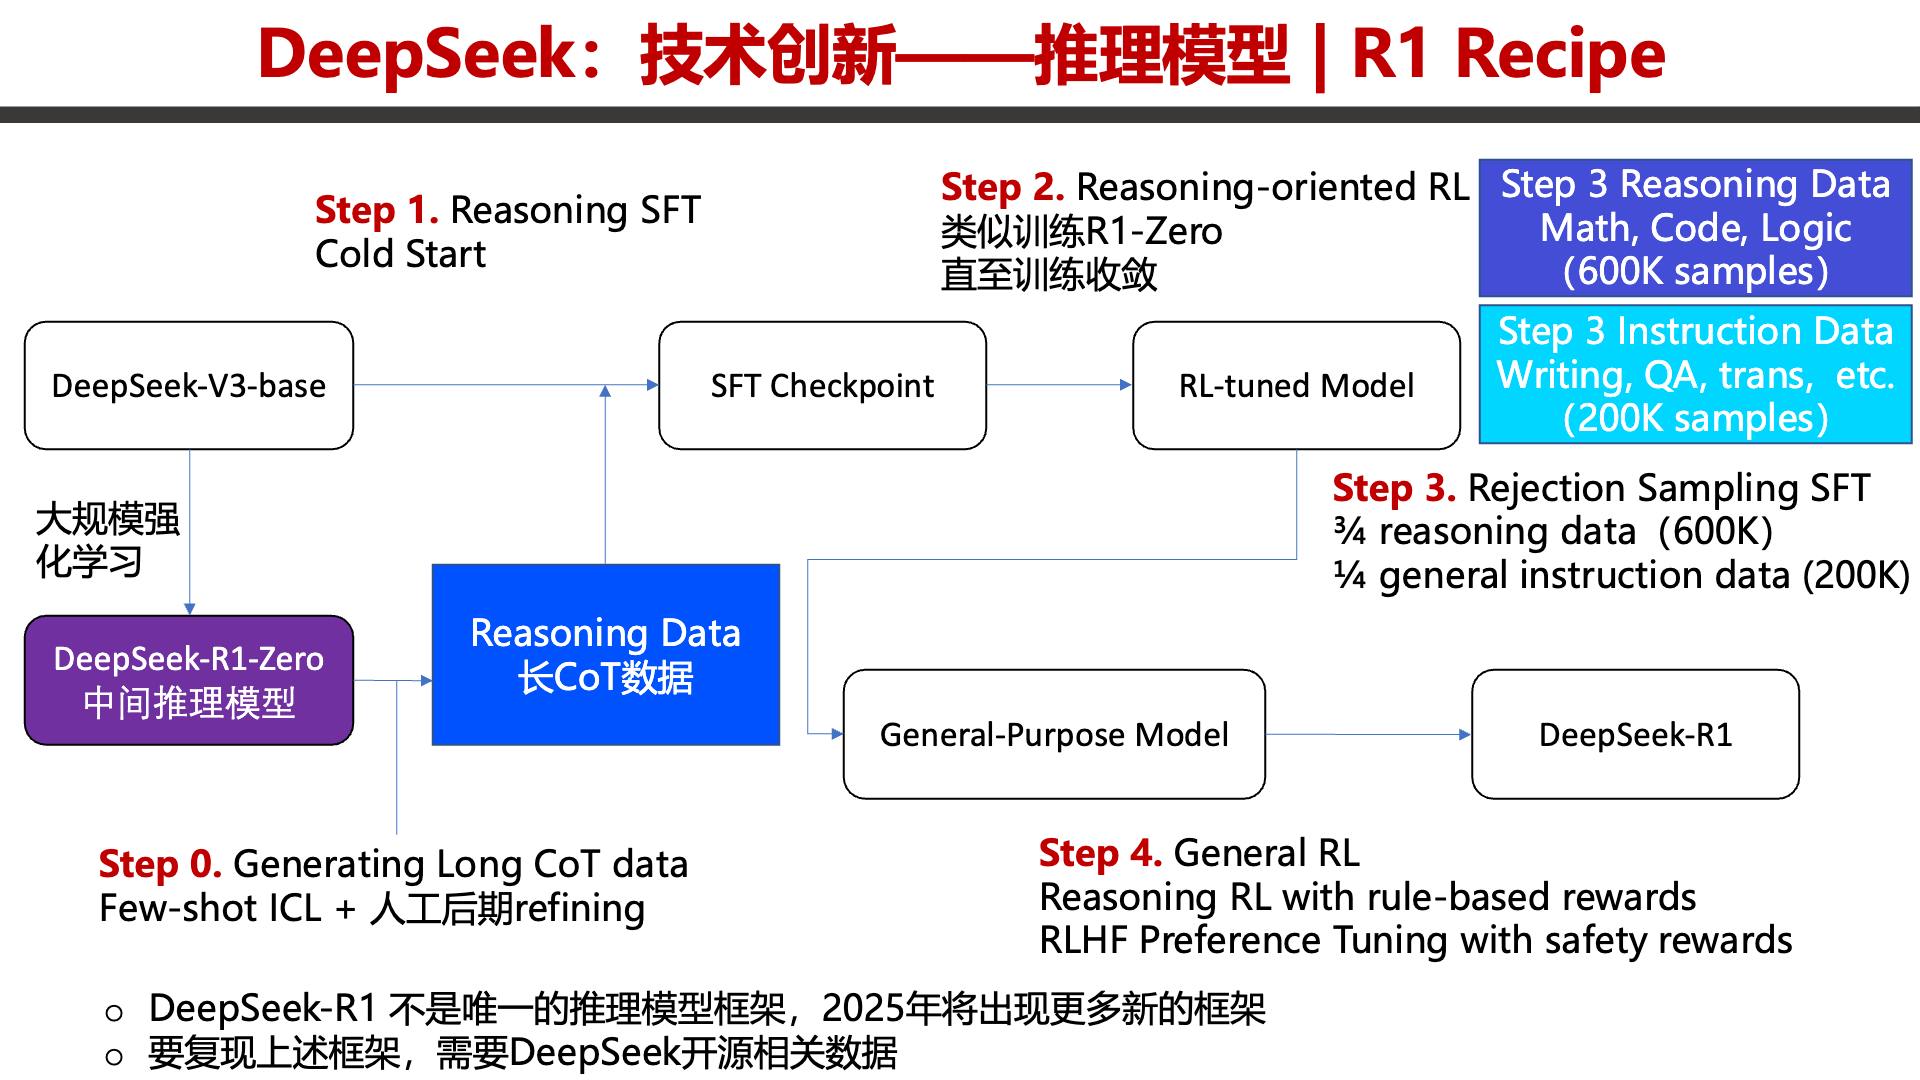 DeepSeek：技术创新——推理模型 | R1 Recipe
Step 1. Reasoning SFT
Cold Start
Step 2. Reasoning-oriented RL
类似训练R1-Zero
直至训练收敛
Step 3 Reasoning Data
Math, Code, Logic
（600K samples）
Step 3 Instruction Data
Writing, QA, trans, etc.
（200K samples）
DeepSeek-V3-base
SFT Checkpoint
RL-tuned Model
大规模强
化学习
Step 3. Rejection Sampling SFT
¾ reasoning data（600K）
¼ general instruction data (200K)
DeepSeek-R1-Zero
中间推理模型
Reasoning Data
长CoT数据
General-Purpose Model
DeepSeek-R1
Step 0. Generating Long CoT data
Few-shot ICL + 人工后期refining
Step 4. General RL
Reasoning RL with rule-based rewards
RLHF Preference Tuning with safety rewards
○ DeepSeek-R1 不是唯一的推理模型框架，2025年将出现更多新的框架
○ 要复现上述框架，需要DeepSeek开源相关数据